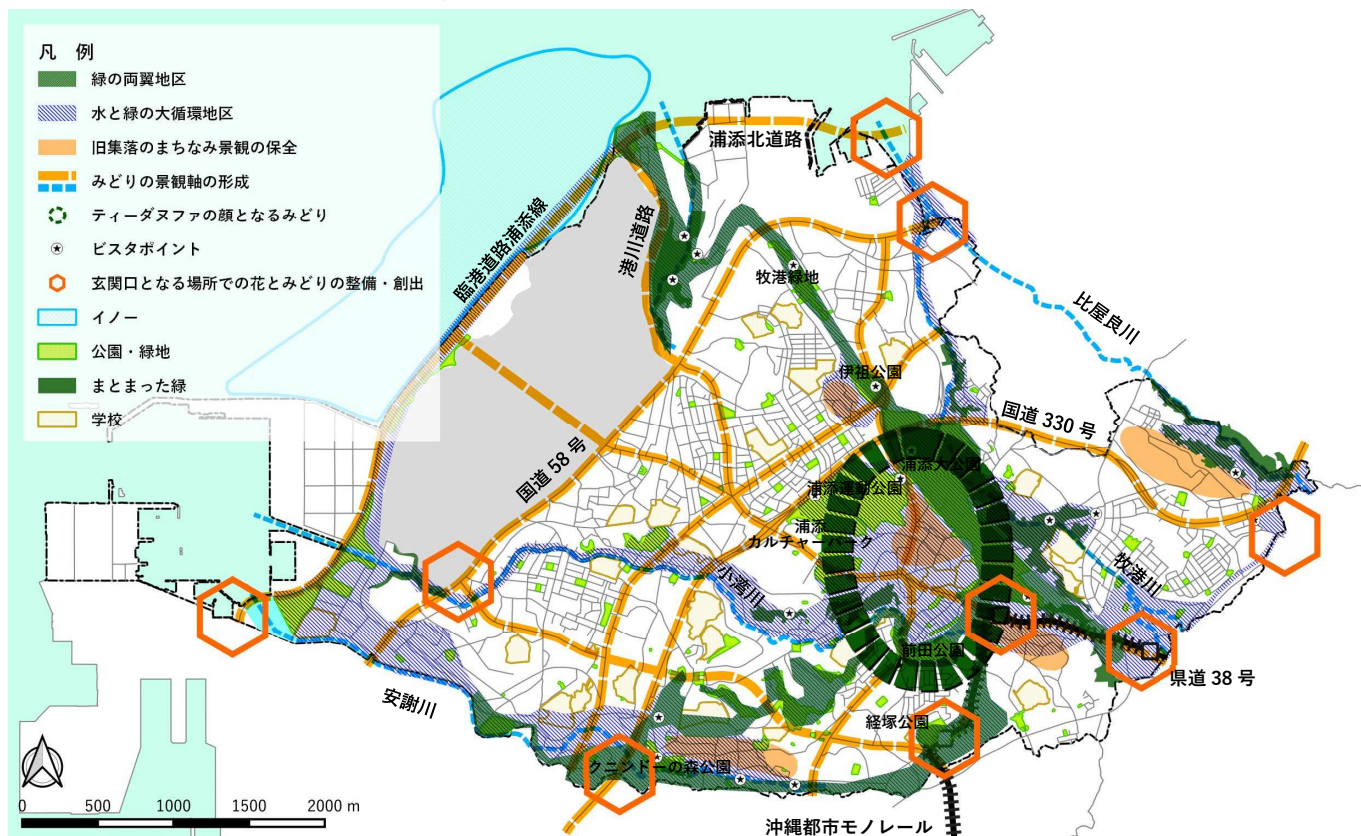 凡 例
緑の両翼地区
水と緑の大循環地区
旧集落のまちなみ景観の保全
みどりの景観軸の形成
ティーダヌファの顔となるみどり
ビスタポイント
玄関口となる場所での花とみどりの整備・創出
イノー
公園・緑地
まとまった緑
学校
浦添北道路
臨港道路浦添線
港川道路
牧港緑地
比屋良川
伊祖公園
国道 330 号
国道 58 号
浦添大公園
浦添運動公園
浦添
カルチャーパーク
小湾川
牧港川
前田公園
県道 38 号
安謝川
経塚公園
クニンドーの森公園
沖縄都市モノレール
0 500 1000 1500 2000 m